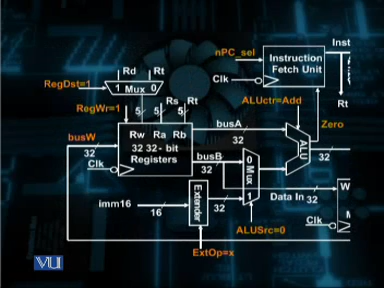 nPC_sel
Instruction
Fetch Unit
Inst
Clk
Rd Rt
RegDst=1
1 Mux 0
RegWr=1
5 5 Rs 5 Rt
ALUctr=Add
Rt
Zero
busA
32
busW
32
Rw Ra Rb
32 32- bit
Registers
Clk
busB
32
0
Mux
1
ALU
32
imm16
16
Extender
32
Data In 32
W
M
Clk
ALUSrc=0
ExtOp=x
VU